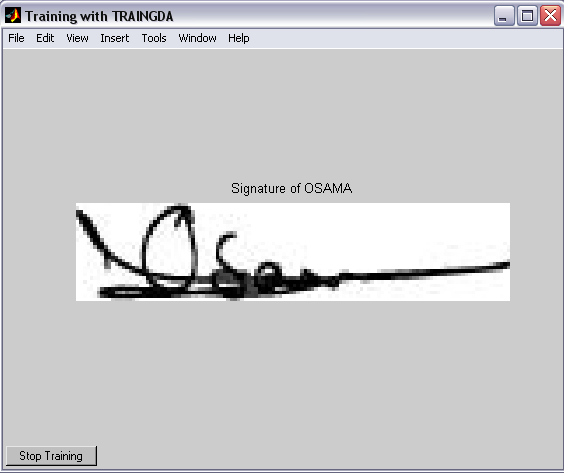 Training with TRAINGDA
File Edit View Insert Tools Window Help
Signature of OSAMA
Stop Training